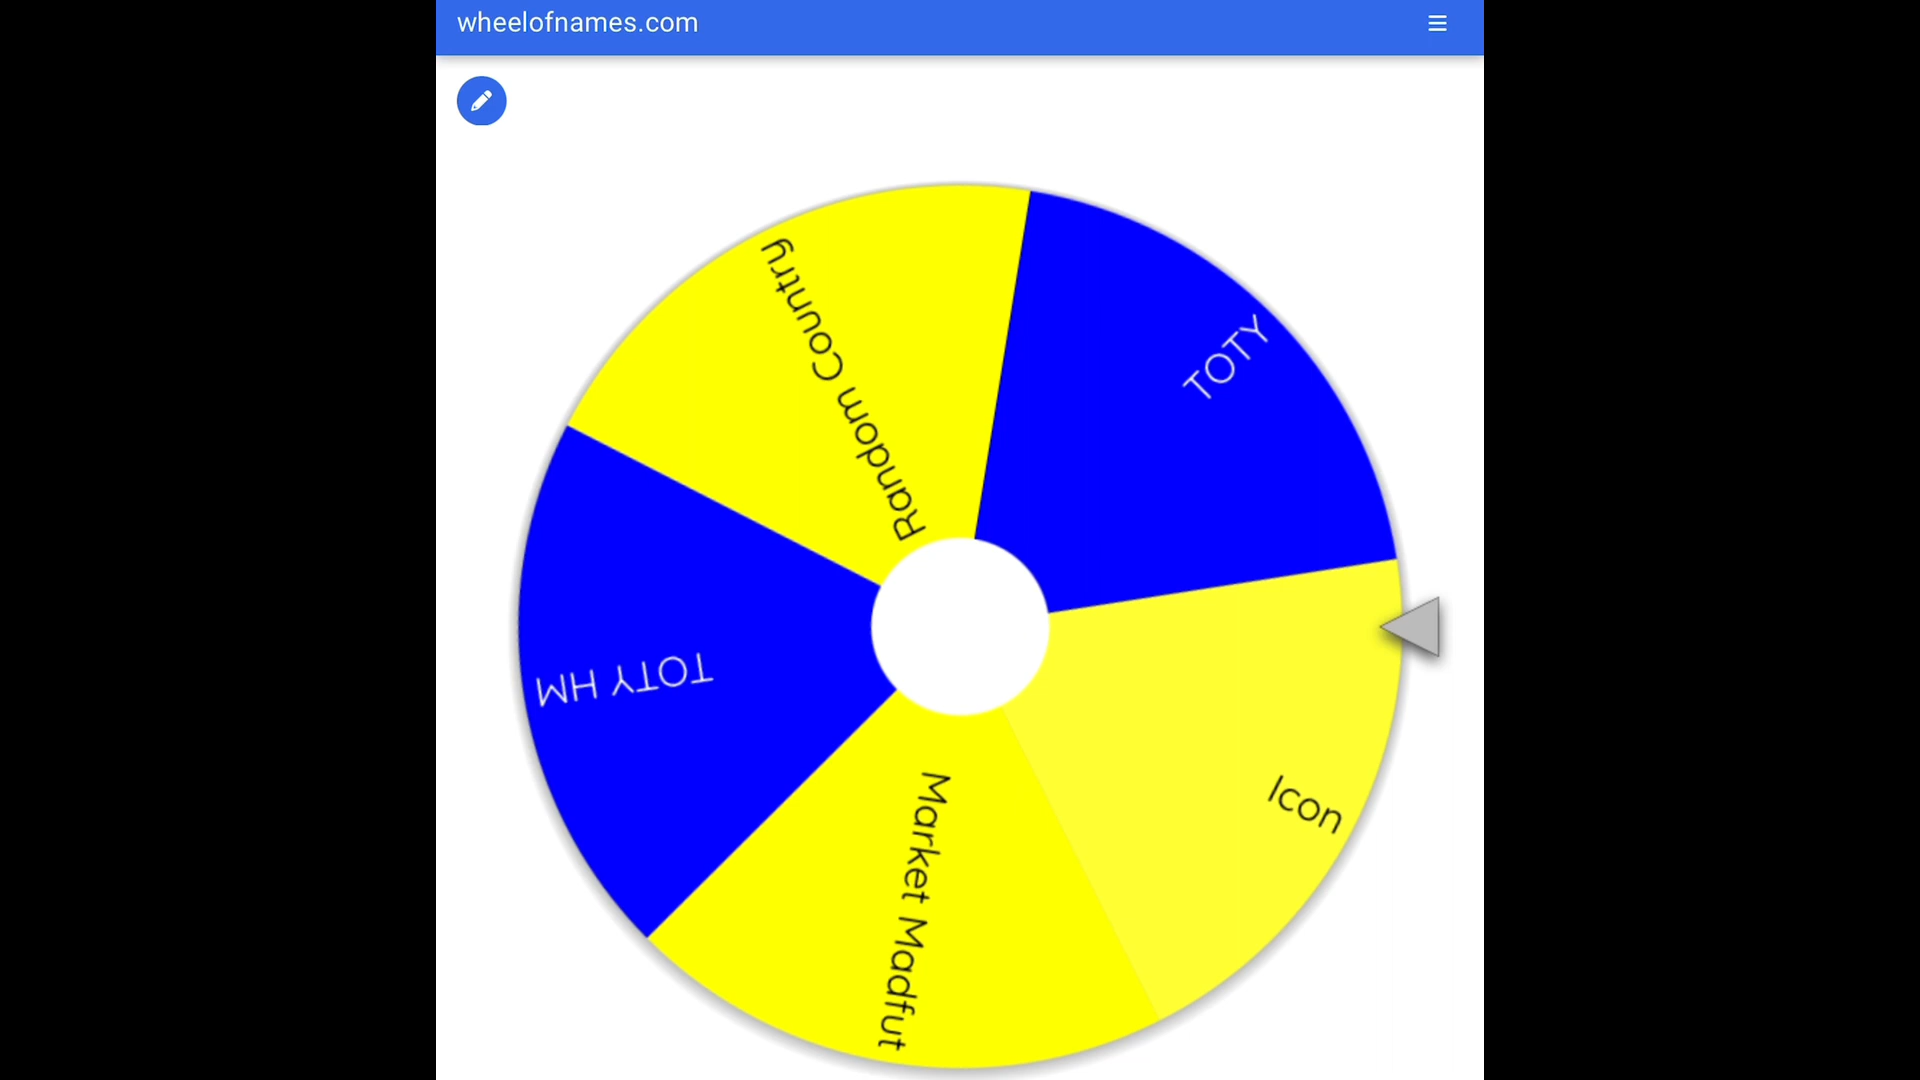 wheelofnames.com
Random Country
TOTY
TOTY HM
Icon
Market Madfut